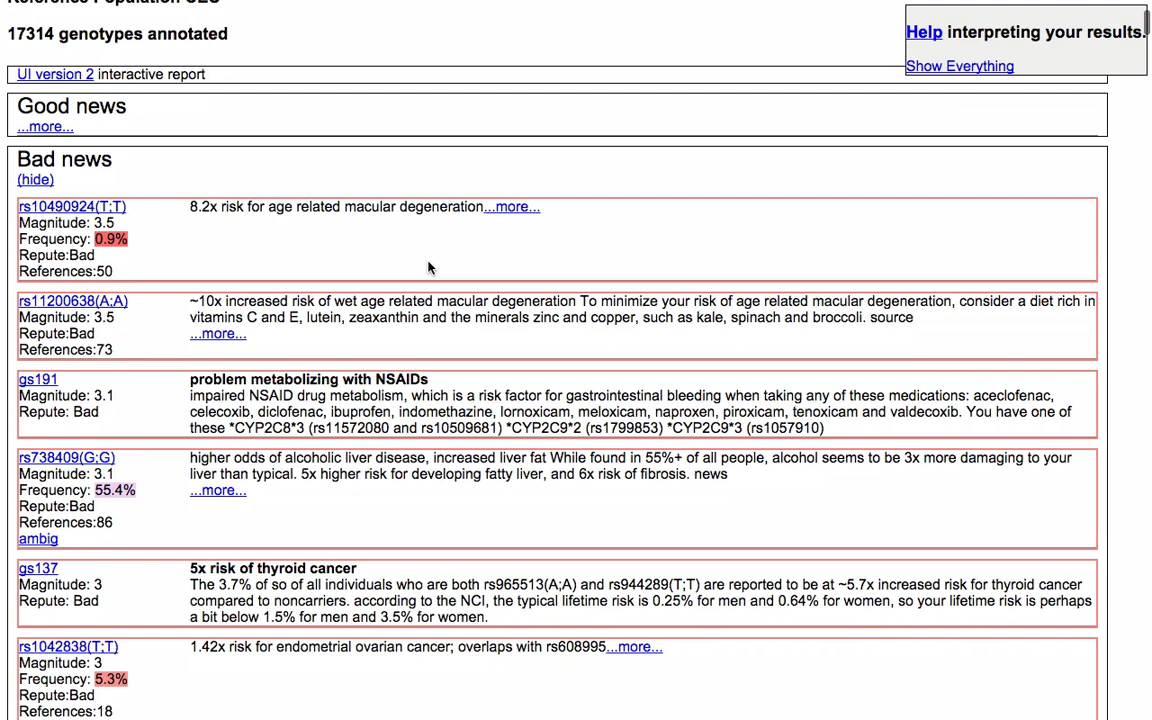 17314 genotypes annotated
Help interpreting your results.
Show Everything
UI version 2 interactive report
Good news
...more...
Bad news
(hide)
rs10490924(T;T)
Magnitude: 3.5
Frequency: 0.9%
Repute:Bad
References:50
8.2x risk for age related macular degeneration...more...
rs11200638(A;A)
Magnitude: 3.5
Repute:Bad
References:73
~10x increased risk of wet age related macular degeneration To minimize your risk of age related macular degeneration, consider a diet rich in
vitamins C and E, lutein, zeaxanthin and the minerals zinc and copper, such as kale, spinach and broccoli. source
...more...
gs191
Magnitude: 3.1
Repute: Bad
problem metabolizing with NSAIDs
impaired NSAID drug metabolism, which is a risk factor for gastrointestinal bleeding when taking any of these medications: aceclofenac,
celecoxib, diclofenac, ibuprofen, indomethazine, lornoxicam, meloxicam, naproxen, piroxicam, tenoxicam and valdecoxib. You have one of
these *CYP2C8*3 (rs11572080 and rs10509681) *CYP2C9*2 (rs1799853) *CYP2C9*3 (rs1057910)
rs738409(G;G)
Magnitude: 3.1
Frequency: 55.4%
Repute:Bad
References:86
ambig
higher odds of alcoholic liver disease, increased liver fat While found in 55%+ of all people, alcohol seems to be 3x more damaging to your
liver than typical. 5x higher risk for developing fatty liver, and 6x risk of fibrosis. news
...more...
gs137
Magnitude: 3
Repute: Bad
5x risk of thyroid cancer
The 3.7% of so of all individuals who are both rs965513(A;A) and rs944289(T;T) are reported to be at ~5.7x increased risk for thyroid cancer
compared to noncarriers. according to the NCI, the typical lifetime risk is 0.25% for men and 0.64% for women, so your lifetime risk is perhaps
a bit below 1.5% for men and 3.5% for women.
rs1042838(T;T)
Magnitude: 3
Frequency: 5.3%
Repute:Bad
References:18
1.42x risk for endometrial ovarian cancer; overlaps with rs608995...more...